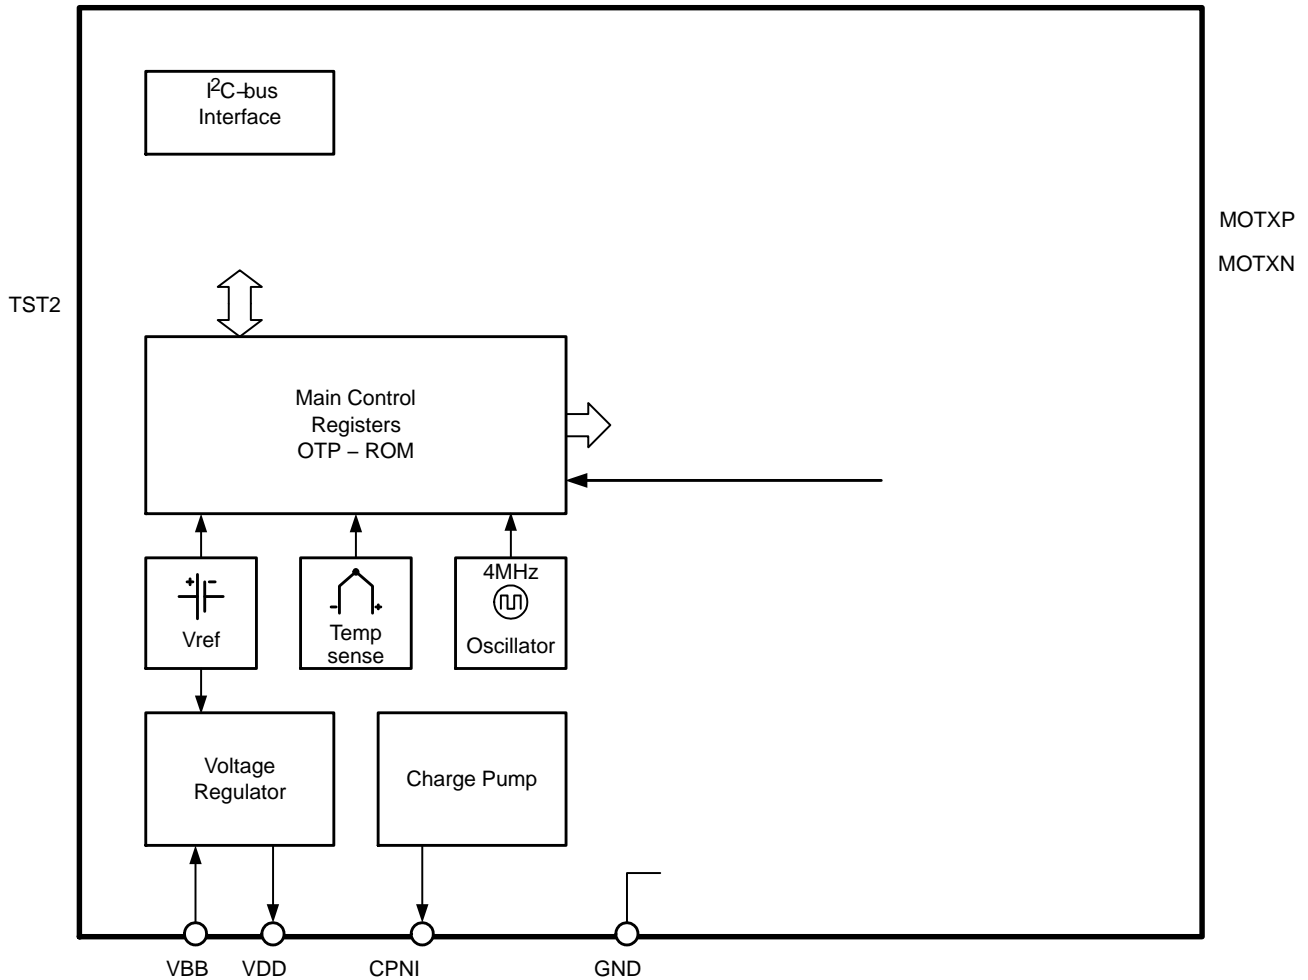 I²C–bus
Interface
MOTXP
MOTXN
TST2
Main Control
Registers
OTP – ROM
4MHz
Vref
Temp
sense
Oscillator
Voltage
Regulator
Charge Pump
VBB
VDD
CPNI
GND